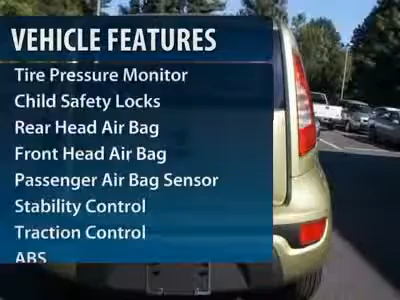 VEHICLE FEATURES
Tire Pressure Monitor
Child Safety Locks
Rear Head Air Bag
Front Head Air Bag
Passenger Air Bag Sensor
Stability Control
Traction Control
ABS